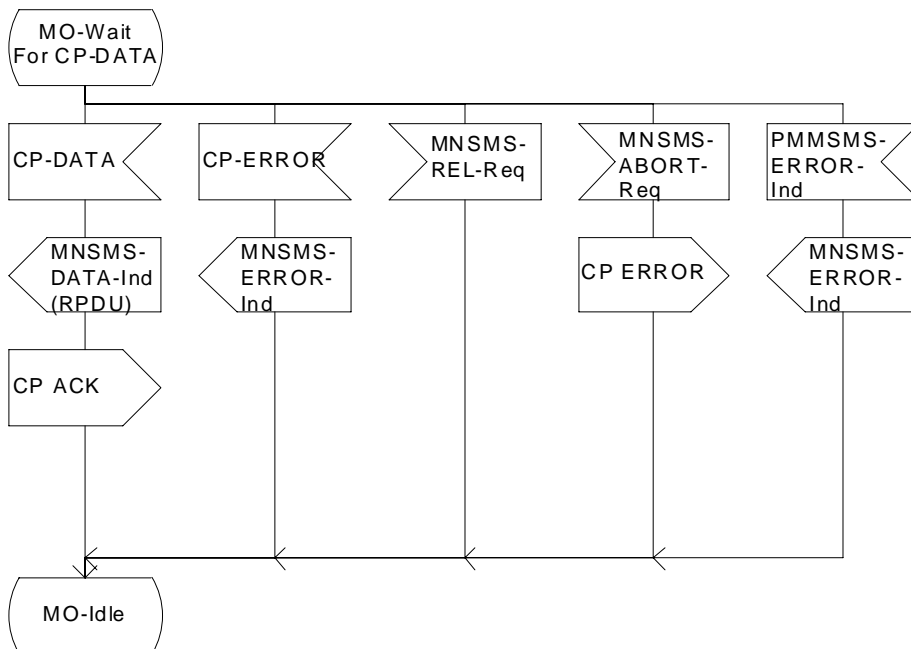 MO-Wait
For CP-DATA
CP-DATA
CP-ERROR
MNSMS-
REL-Req
MNSMS-
ABORT-
Req
PMMSMS-
ERROR-
Ind
MNSMS-
DATA-Ind
(RPDU)
MNSMS-
ERROR-
Ind
CP ERROR
MNSMS-
ERROR-
Ind
CP ACK
MO-Idle